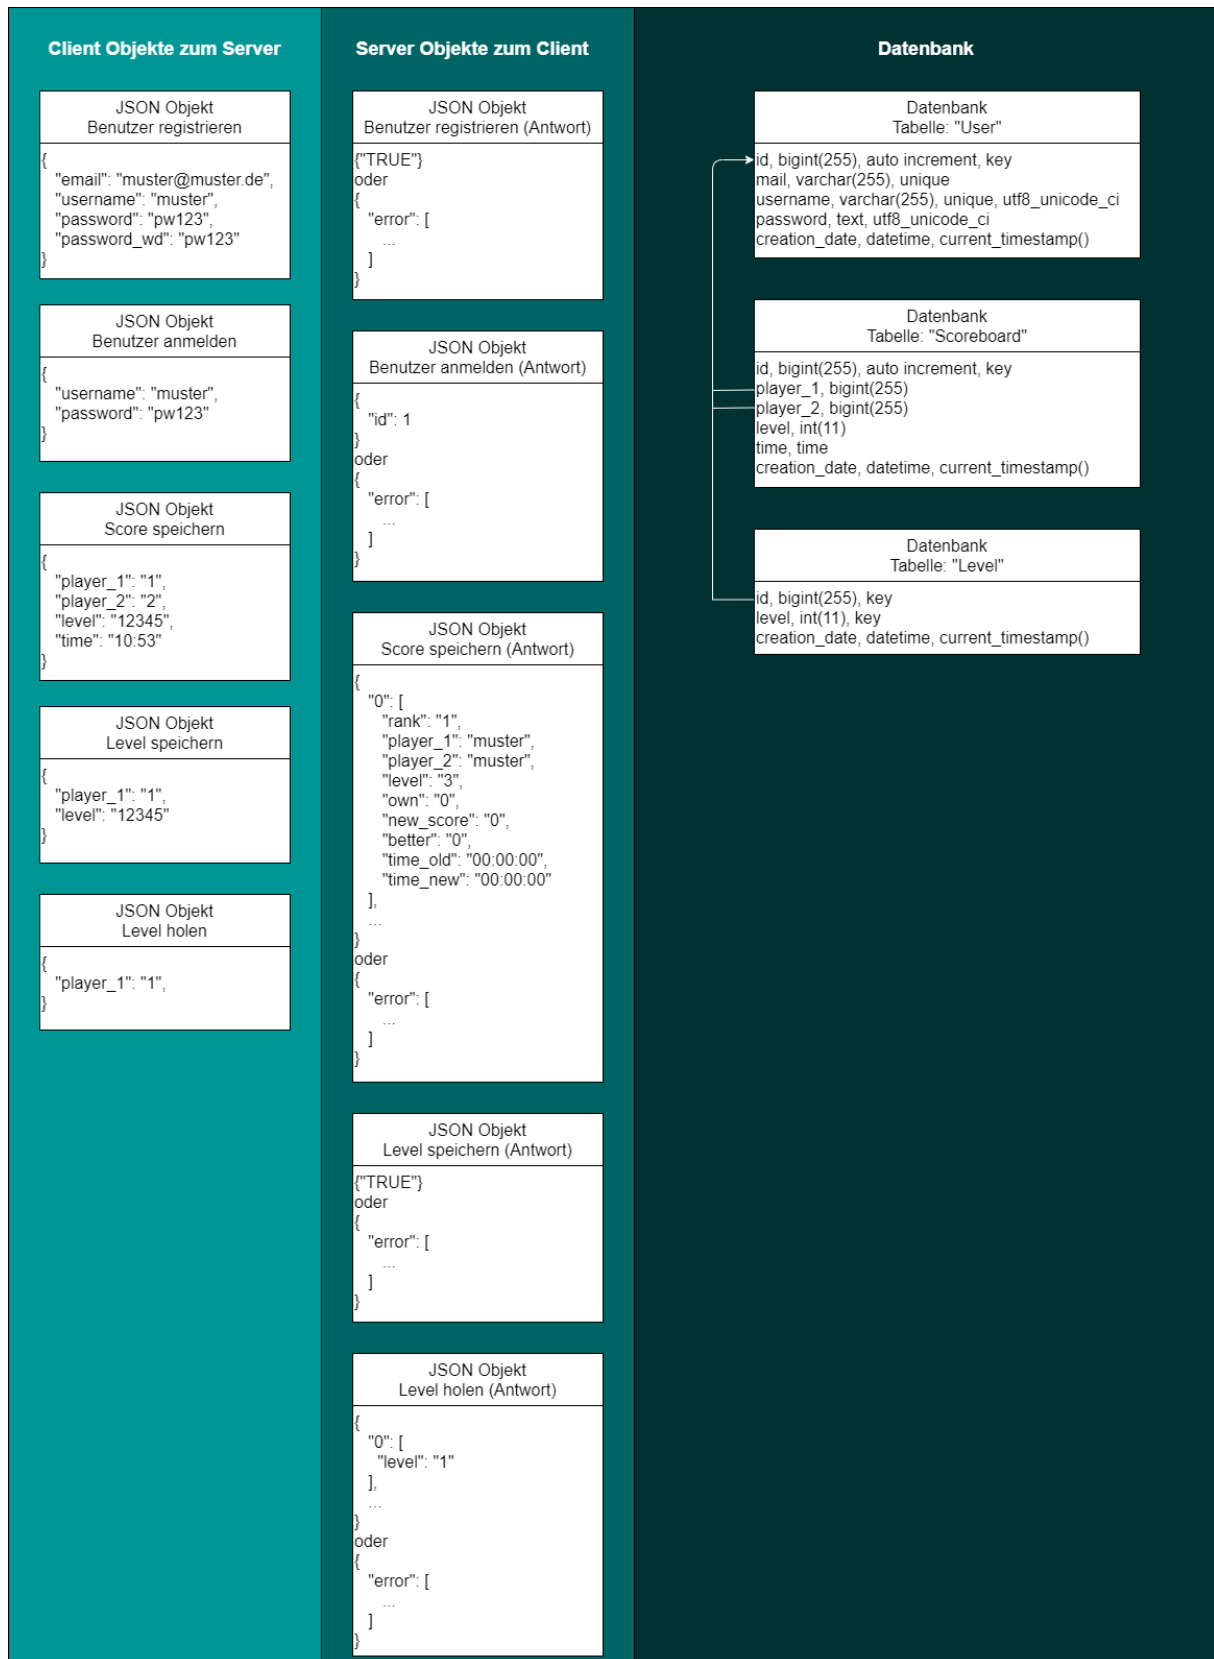 Client Objekte zum Server
JSON Objekt
Benutzer registrieren
{
"email": "muster@muster.de",
"username": "muster",
"password": "pw123",
"password_wd": "pw123"
}
JSON Objekt
Benutzer anmelden
{
"username": "muster",
"password": "pw123"
}
JSON Objekt
Score speichern
{
"player_1": "1",
"player_2": "2",
"level": "12345",
"time": "10:53"
}
JSON Objekt
Level speichern
{
"player_1": "1",
"level": "12345"
}
JSON Objekt
Level holen
{
"player_1": "1",
}
Server Objekte zum Client
JSON Objekt
Benutzer registrieren (Antwort)
{"TRUE"}
oder
{
"error": [
...
]
}
JSON Objekt
Benutzer anmelden (Antwort)
{
"id": 1
}
oder
{
"error": [
...
]
}
JSON Objekt
Score speichern (Antwort)
{
"0": [
"rank": "1",
"player_1": "muster",
"player_2": "muster",
"level": "3",
"own": "0",
"new_score": "0",
"better": "0",
"time_old": "00:00:00",
"time_new": "00:00:00"
],
...
}
oder
{
"error": [
...
]
}
JSON Objekt
Level speichern (Antwort)
{"TRUE"}
oder
{
"error": [
...
]
}
JSON Objekt
Level holen (Antwort)
{
"0": [
"level": "1"
],
...
}
oder
{
"error": [
...
]
}
Datenbank
Datenbank
Tabelle: "User"
id, bigint(255), auto increment, key
mail, varchar(255), unique
username, varchar(255), unique, utf8_unicode_ci
password, text, utf8_unicode_ci
creation_date, datetime, current_timestamp()
Datenbank
Tabelle: "Scoreboard"
id, bigint(255), auto increment, key
player_1, bigint(255)
player_2, bigint(255)
level, int(11)
time, time
creation_date, datetime, current_timestamp()
Datenbank
Tabelle: "Level"
id, bigint(255), key
level, int(11), key
creation_date, datetime, current_timestamp()